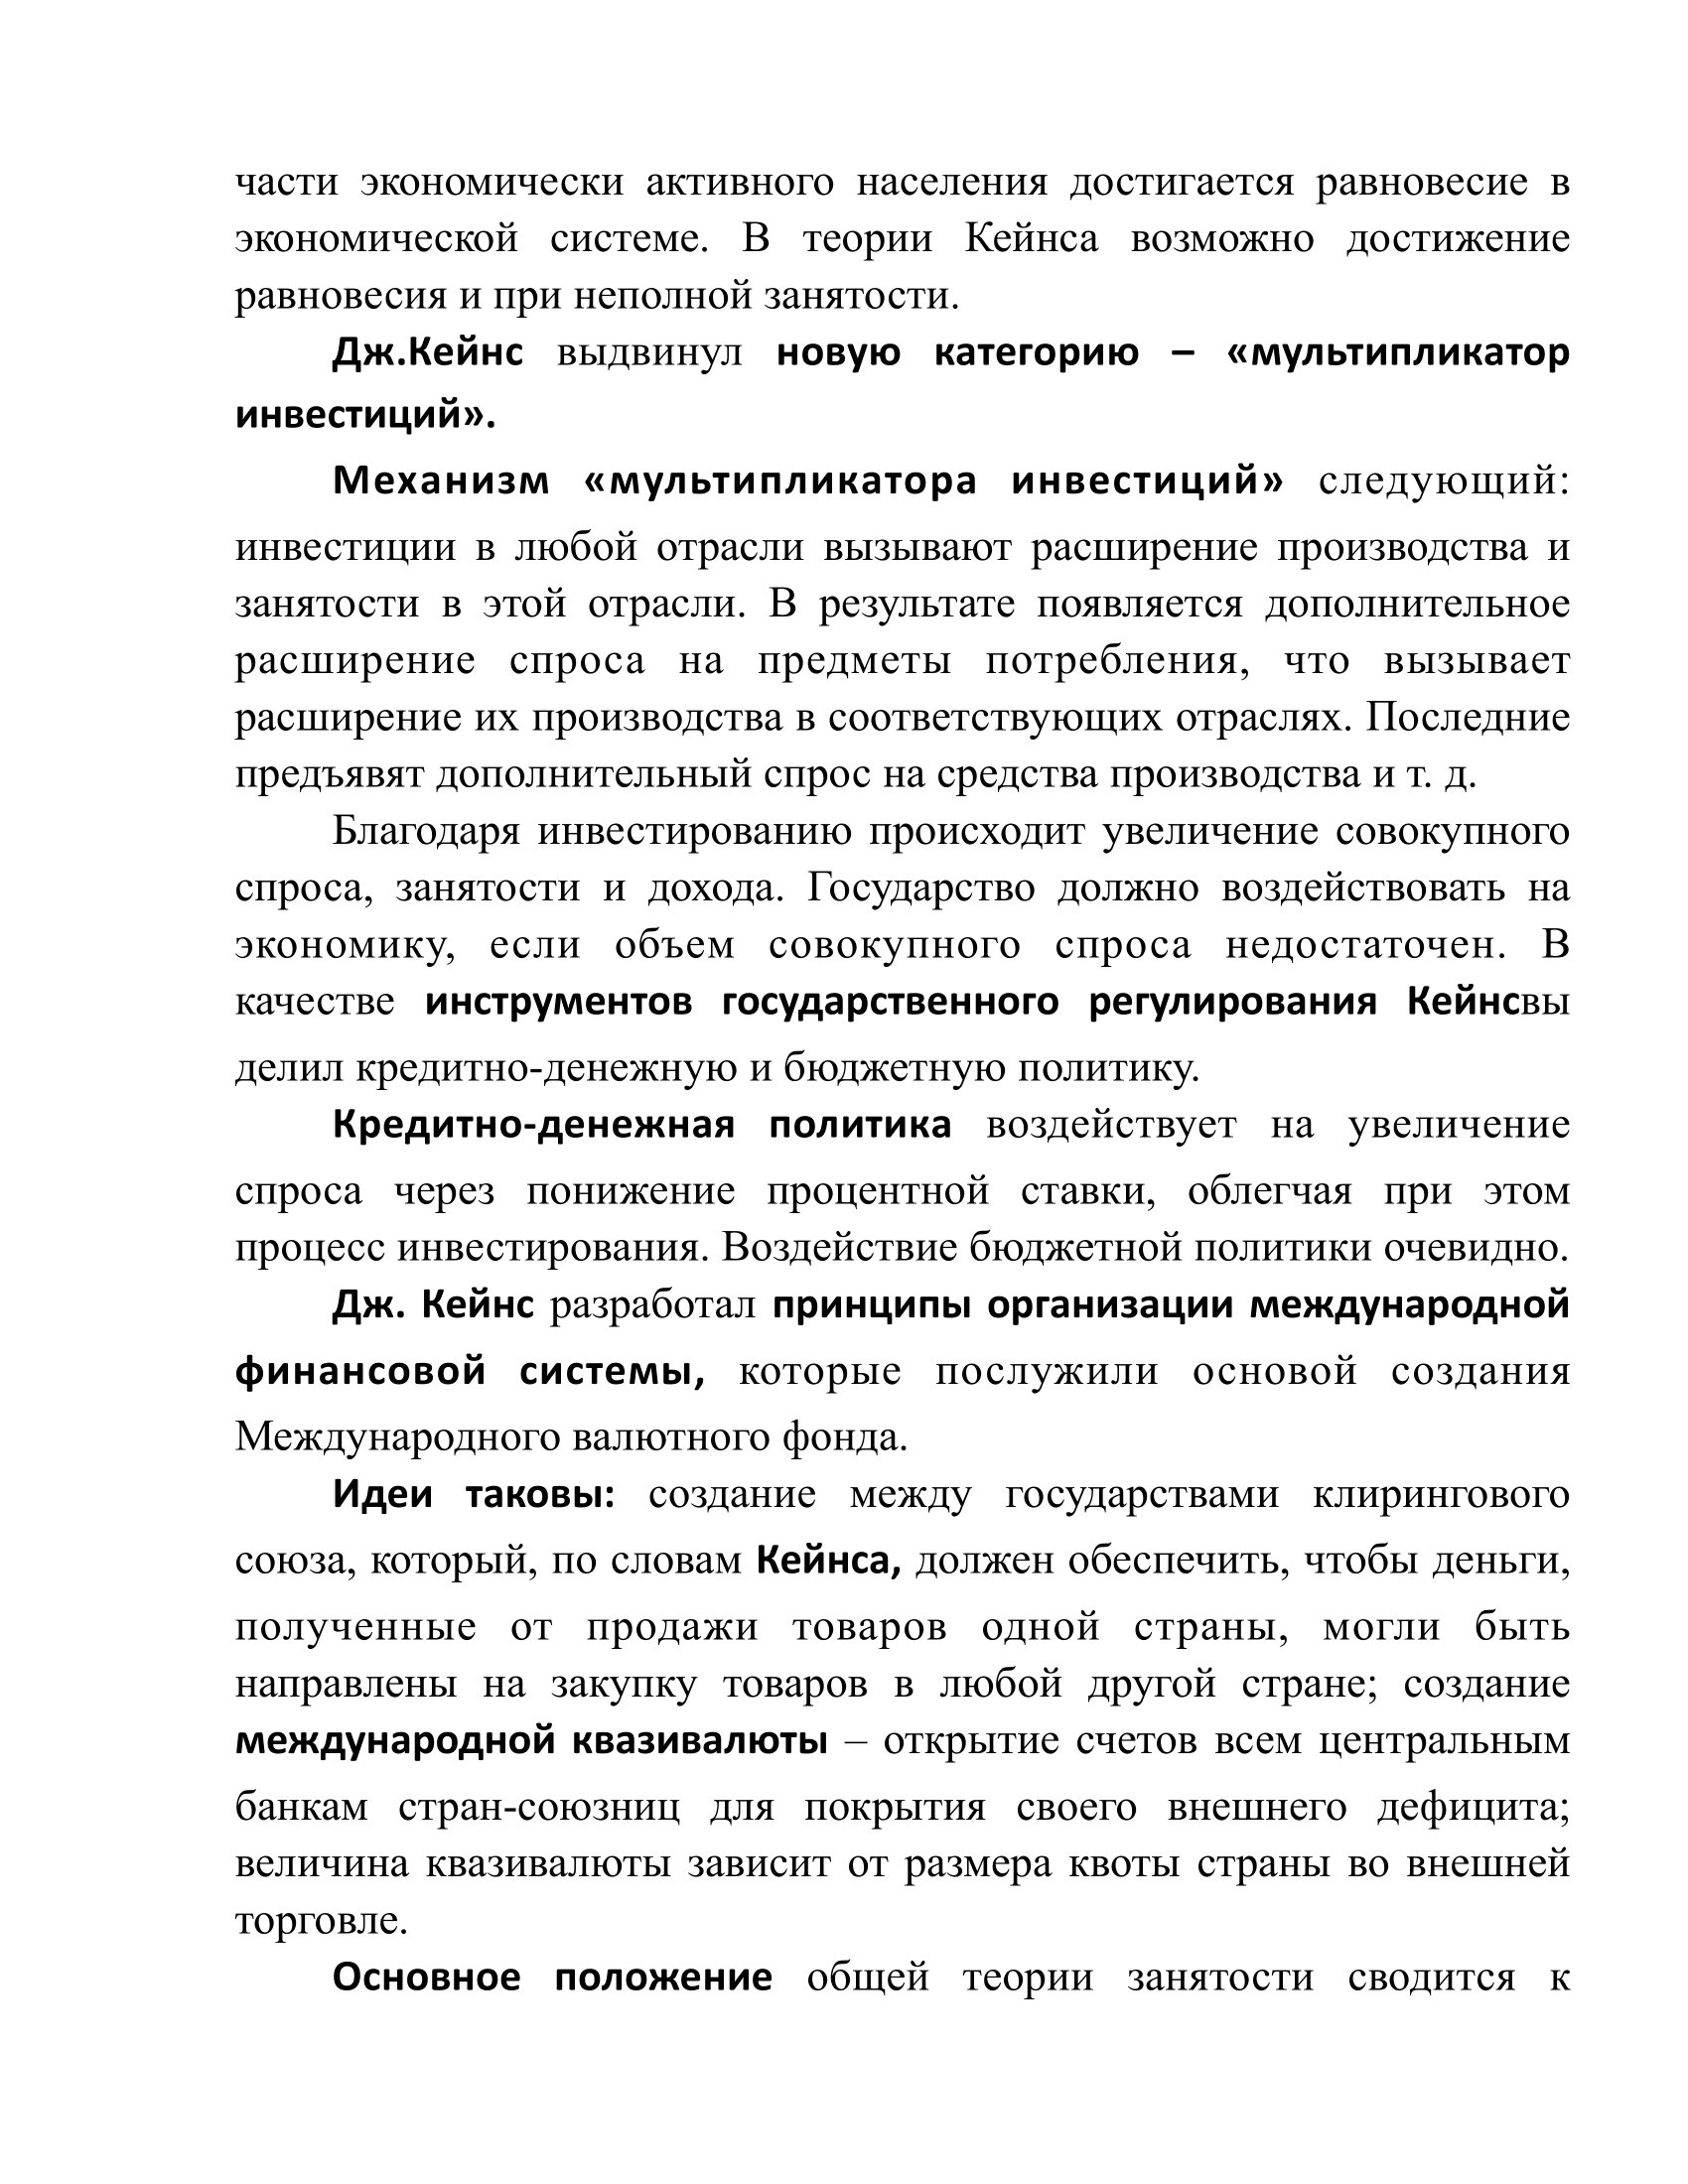 части экономически активного населения достигается равновесие в
экономической системе. В теории Кейнса возможно достижение
равновесия и при неполной занятости.
Дж.Кейнс выдвинул новую категорию – «мультипликатор
инвестиций».
Механизм «мультипликатора инвестиций» следующий:
инвестиции в любой отрасли вызывают расширение производства и
занятости в этой отрасли. В результате появляется дополнительное
расширение спроса на предметы потребления, что вызывает
расширение их производства в соответствующих отраслях. Последние
предъявят дополнительный спрос на средства производства и т. д.
Благодаря инвестированию происходит увеличение совокупного
спроса, занятости и дохода. Государство должно воздействовать на
экономику, если объем совокупного спроса недостаточен. В
качестве инструментов государственного регулирования Кейнсвы
делил кредитно-денежную и бюджетную политику.
Кредитно-денежная политика воздействует на увеличение
спроса через понижение процентной ставки, облегчая при этом
процесс инвестирования. Воздействие бюджетной политики очевидно.
Дж. Кейнс разработал принципы организации международной
финансовой системы, которые послужили основой создания
Международного валютного фонда.
Идеи таковы: создание между государствами клирингового
союза, который, по словам Кейнса, должен обеспечить, чтобы деньги,
полученные от продажи товаров одной страны, могли быть
направлены на закупку товаров в любой другой стране; создание
международной квазивалюты – открытие счетов всем центральным
банкам стран-союзниц для покрытия своего внешнего дефицита;
величина квазивалюты зависит от размера квоты страны во внешней
торговле.
Основное положение общей теории занятости сводится к